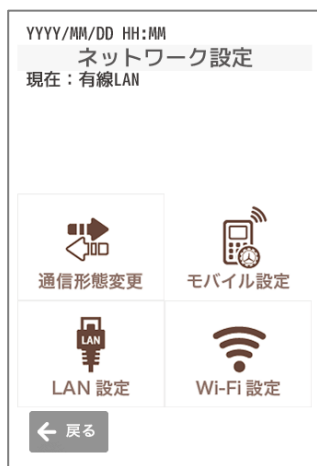 YYYY/MM/DD HH:MM
ネットワーク設定
現在：有線LAN
通信形態変更
モバイル設定
LAN
LAN 設定
Wi-Fi 設定
戻る